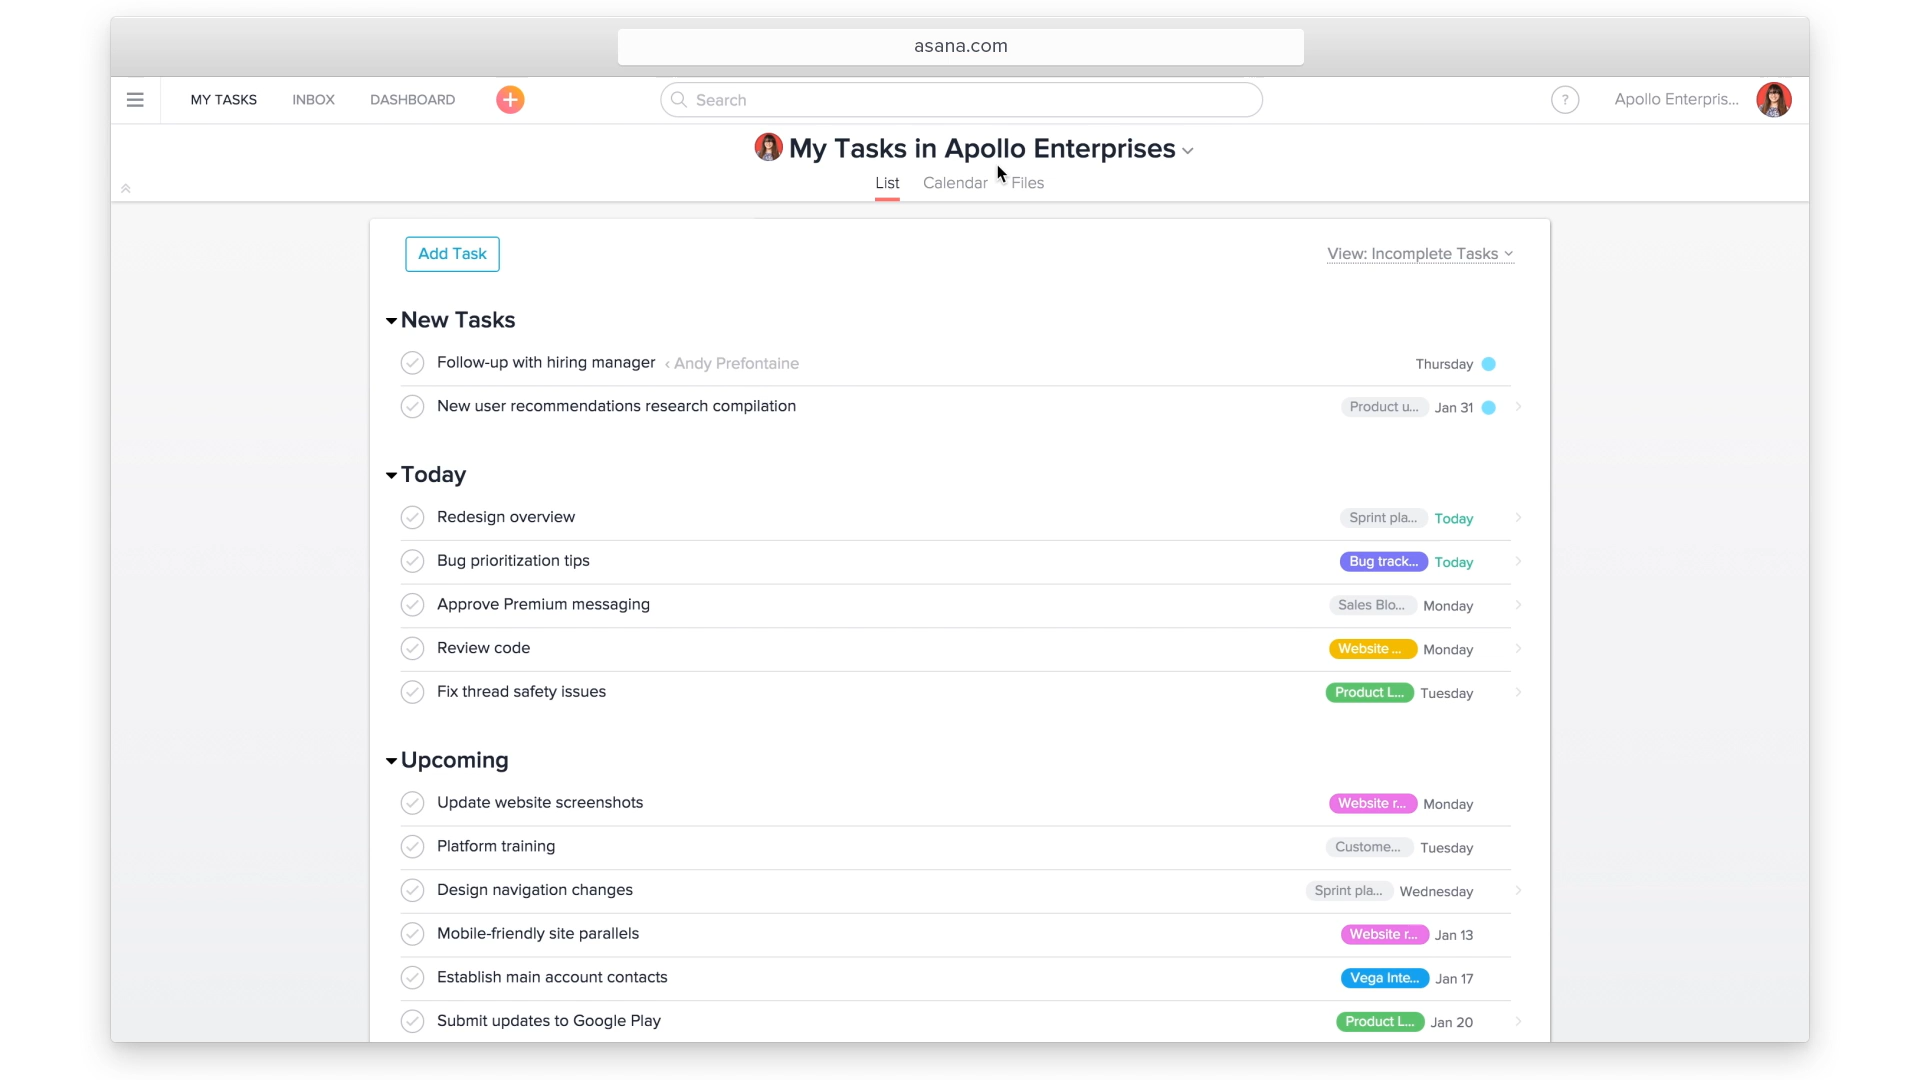 asana.com
MY TASKS INBOX DASHBOARD + Search ? Apollo Enterpris...
My Tasks in Apollo Enterprises
List Calendar Files
Add Task View: Incomplete Tasks
New Tasks
Follow-up with hiring manager ‹ Andy Prefontaine Thursday
New user recommendations research compilation Product u... Jan 31
Today
Redesign overview Sprint pla... Today
Bug prioritization tips Bug track... Today
Approve Premium messaging Sales Blo... Monday
Review code Website ... Monday
Fix thread safety issues Product L... Tuesday
Upcoming
Update website screenshots Website r... Monday
Platform training Custome... Tuesday
Design navigation changes Sprint pla... Wednesday
Mobile-friendly site parallels Website r... Jan 13
Establish main account contacts Vega Inte... Jan 17
Submit updates to Google Play Product L... Jan 20